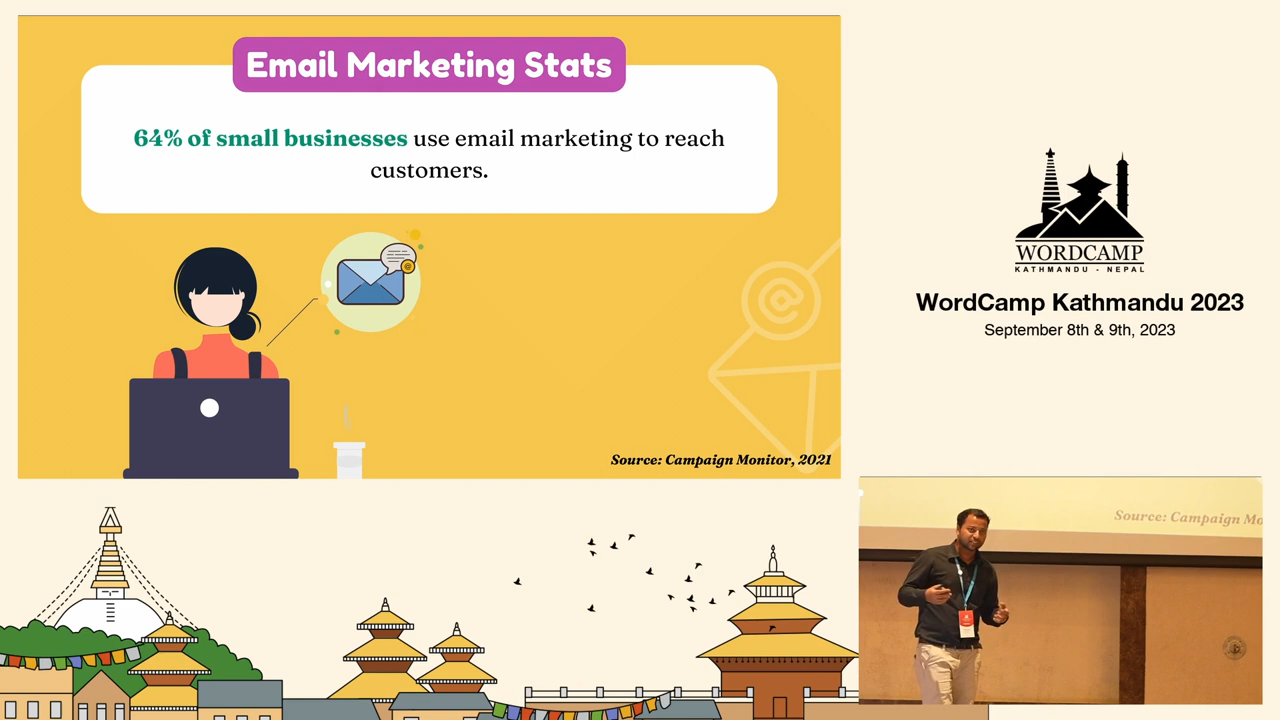 Email Marketing Stats
64% of small businesses use email marketing to reach
customers.
Source: Campaign Monitor, 2021
WORDCAMP
KATHMANDU - NEPAL
WordCamp Kathmandu 2023
September 8th & 9th, 2023
Source: Campaign Mo